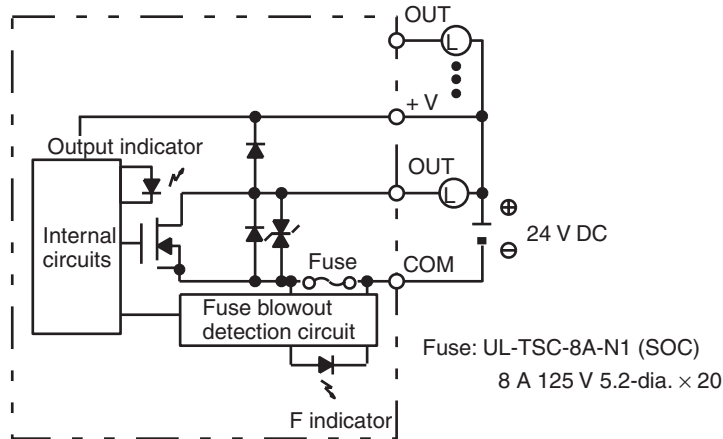 OUT
L
+ V
Output indicator
OUT
L
Internal
circuits
⊕
24 V DC
⊖
Fuse
COM
Fuse blowout
detection circuit
Fuse: UL-TSC-8A-N1 (SOC)
8 A 125 V 5.2-dia. × 20
F indicator